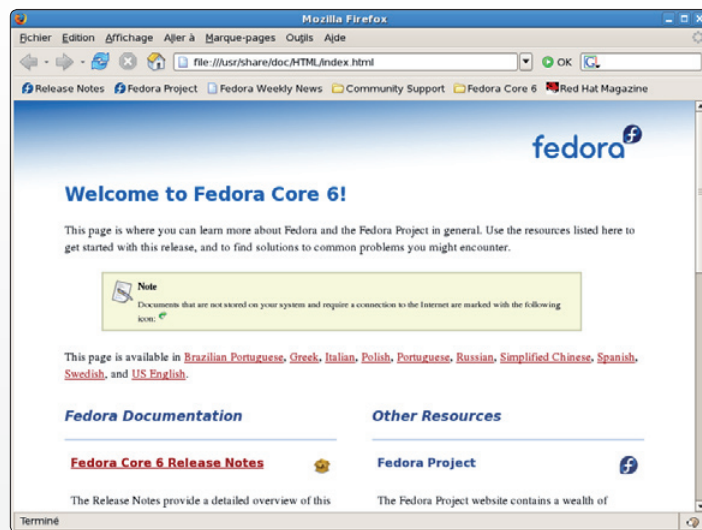 Mozilla Firefox
Fichier Edition Affichage Aller à Marque-pages Outils Aide
file:///usr/share/doc/HTML/index.html OK G
Release Notes Fedora Project Fedora Weekly News Community Support Fedora Core 6 Red Hat Magazine
fedora
Welcome to Fedora Core 6!
This page is where you can learn more about Fedora and the Fedora Project in general. Use the resources listed here to
get started with this release, and to find solutions to common problems you might encounter.
Note
Documents that are not stored on your system and require a connection to the Internet are marked with the following
icon:
This page is available in Brazilian Portuguese, Greek, Italian, Polish, Portuguese, Russian, Simplified Chinese, Spanish,
Swedish, and US English.
Fedora Documentation
Other Resources
Fedora Core 6 Release Notes
Fedora Project
The Release Notes provide a detailed overview of this
The Fedora Project website contains a wealth of
Terminé